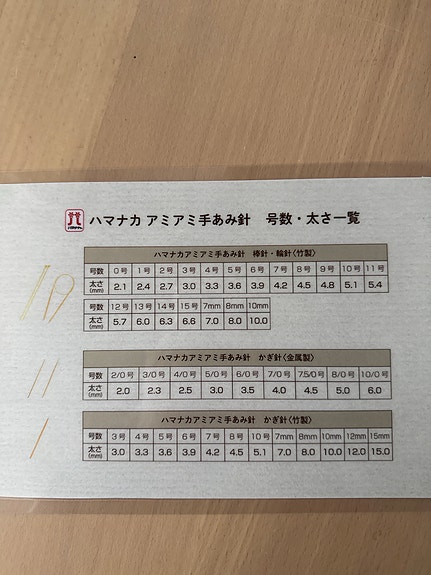 ハマナカ アミアミ手あみ針 号数・太さ一覧
ハマナカアミアミ手あみ針 棒針・輪針〈竹製〉
号数 0号 1号 2号 3号 4号 5号 6号 7号 8号 9号 10号 11号
太さ(mm) 2.1 2.4 2.7 3.0 3.3 3.6 3.9 4.2 4.5 4.8 5.1 5.4
号数 12号 13号 14号 15号 7mm 8mm 10mm
太さ(mm) 5.7 6.0 6.3 6.6 7.0 8.0 10.0
ハマナカアミアミ手あみ針 かぎ針〈金属製〉
号数 2/0号 3/0号 4/0号 5/0号 6/0号 7/0号 7.5/0号 8/0号 10/0号
太さ(mm) 2.0 2.3 2.5 3.0 3.5 4.0 4.5 5.0 6.0
ハマナカアミアミ手あみ針 かぎ針〈竹製〉
号数 3号 4号 5号 6号 7号 8号 10号 7mm 8mm 10mm 12mm 15mm
太さ(mm) 3.0 3.3 3.6 3.9 4.2 4.5 5.1 7.0 8.0 10.0 12.0 15.0